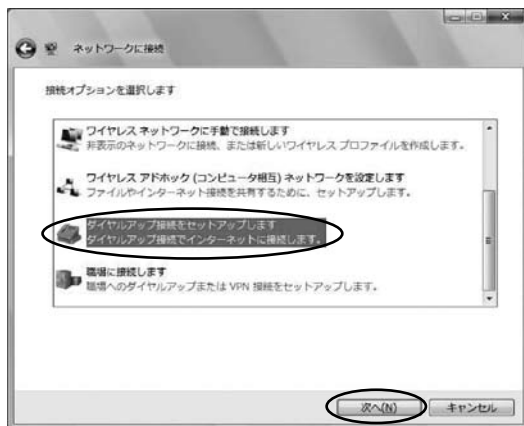 ネットワークに接続
接続オプションを選択します
ワイヤレス ネットワークに手動で接続します
非表示のネットワークに接続、または新しいワイヤレス プロファイルを作成します。
ワイヤレス アドホック (コンピュータ相互) ネットワークを設定します
ファイルやインターネット接続を共有するために、セットアップします。
ダイヤルアップ接続をセットアップします
ダイヤルアップ接続でインターネットに接続します。
職場に接続します
職場へのダイヤルアップまたは VPN 接続をセットアップします。
次へ(N)
キャンセル